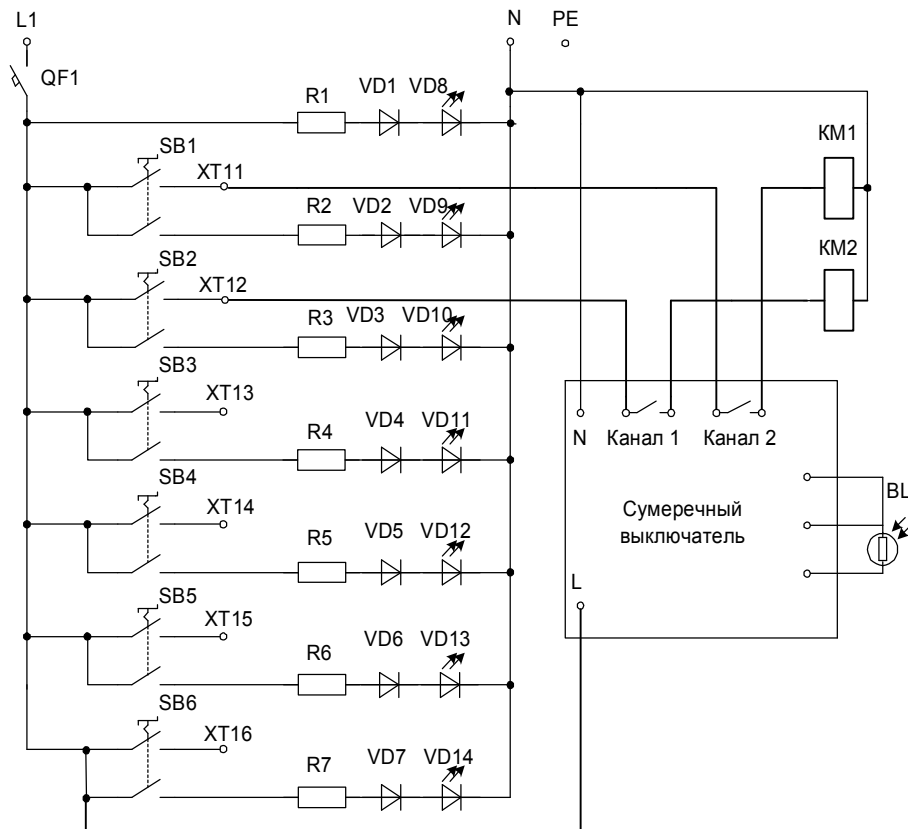 L1
N
PE
QF1
R1
VD1
VD8
SB1
XT11
R2
VD2
VD9
KM1
KM2
SB2
XT12
R3
VD3
VD10
SB3
XT13
R4
VD4
VD11
N
Канал 1
Канал 2
SB4
XT14
R5
VD5
VD12
Сумеречный
выключатель
BL
L
SB5
XT15
R6
VD6
VD13
SB6
XT16
R7
VD7
VD14